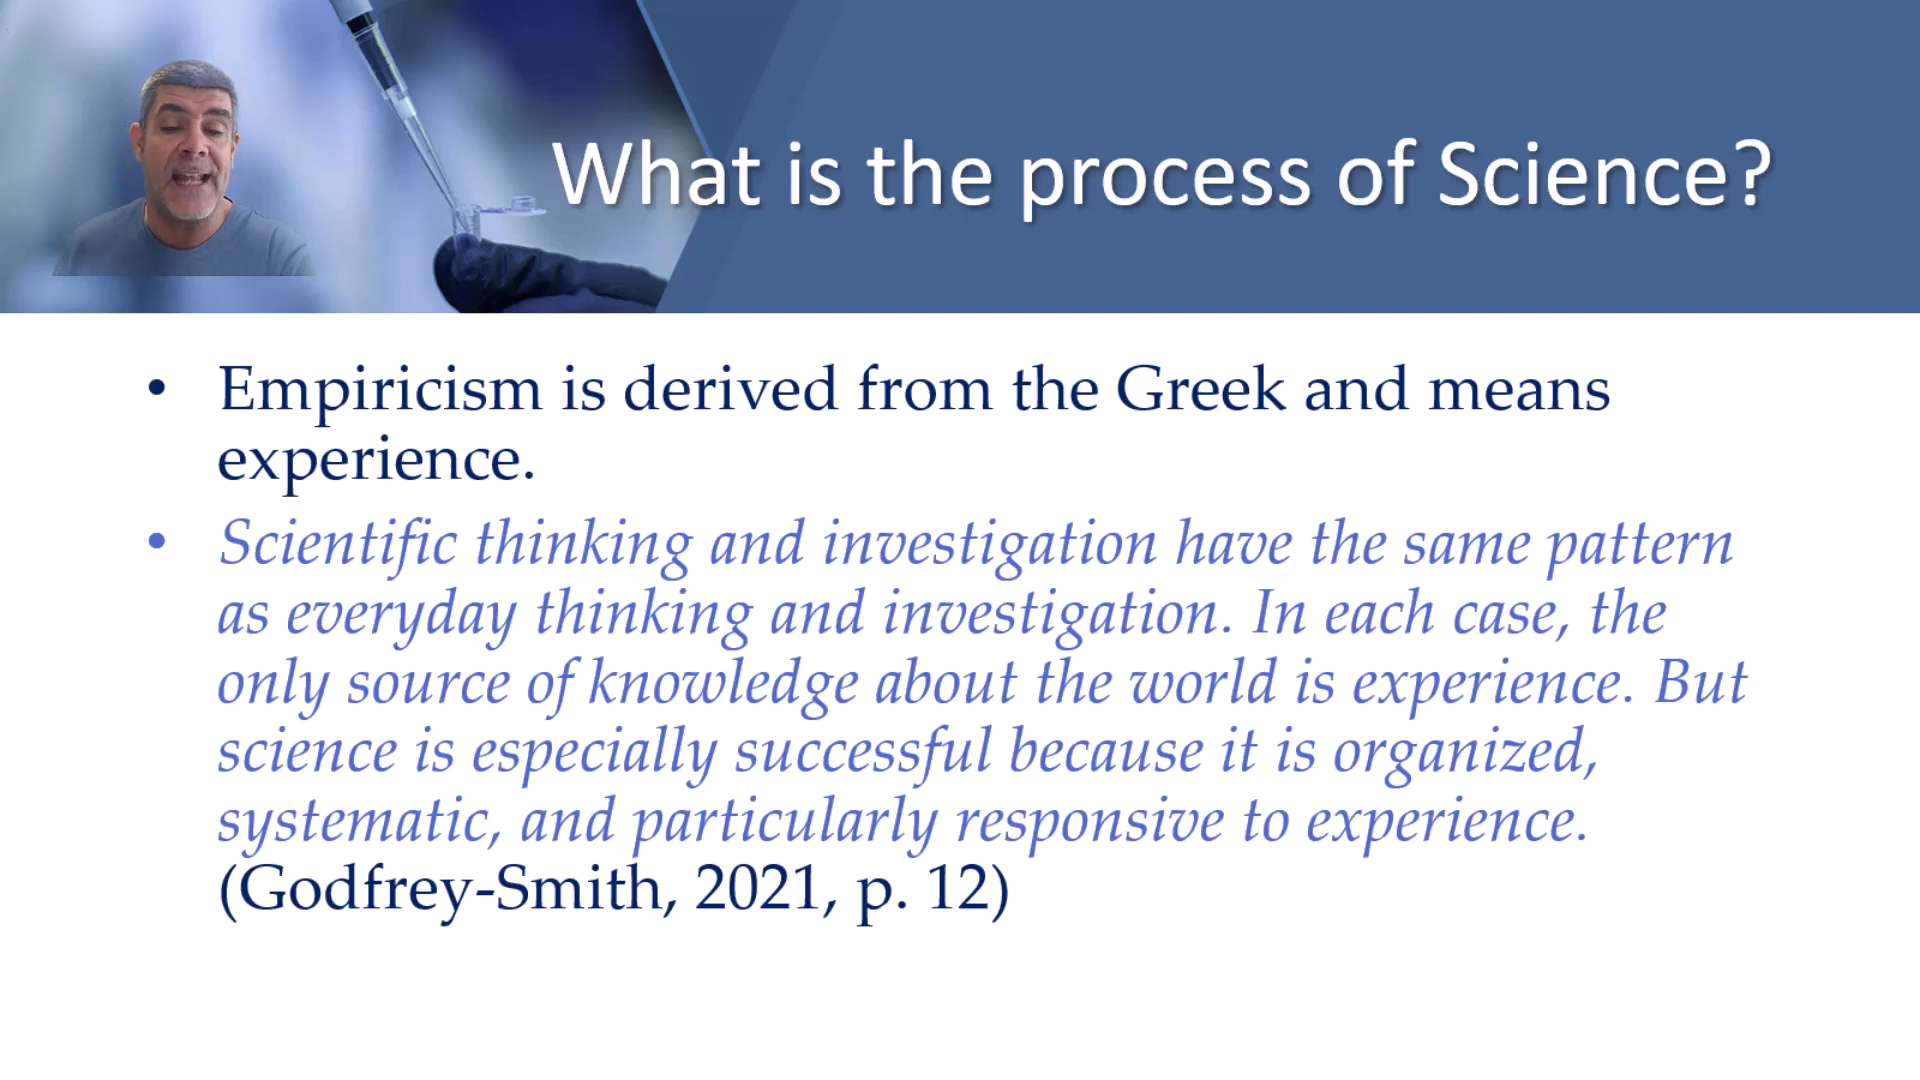 What is the process of Science?
• Empiricism is derived from the Greek and means
experience.
• Scientific thinking and investigation have the same pattern
as everyday thinking and investigation. In each case, the
only source of knowledge about the world is experience. But
science is especially successful because it is organized,
systematic, and particularly responsive to experience.
(Godfrey-Smith, 2021, p. 12)